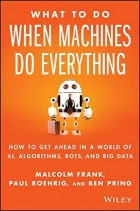 WHAT TO DO
WHEN MACHINES
DO EVERYTHING
HOW TO GET AHEAD IN A WORLD OF
AI, ALGORITHMS, BOTS, AND BIG DATA
MALCOLM FRANK,
PAUL ROEHRIG, AND BEN PRING
WILEY